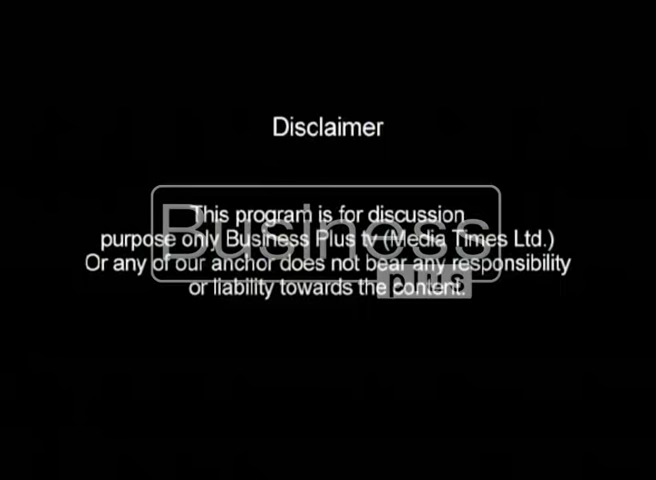 Disclaimer
This program is for discussion
purpose only Business Plus tv (Media Times Ltd.)
Or any of our anchor does not bear any responsibility
or liability towards the content.
Business
plus